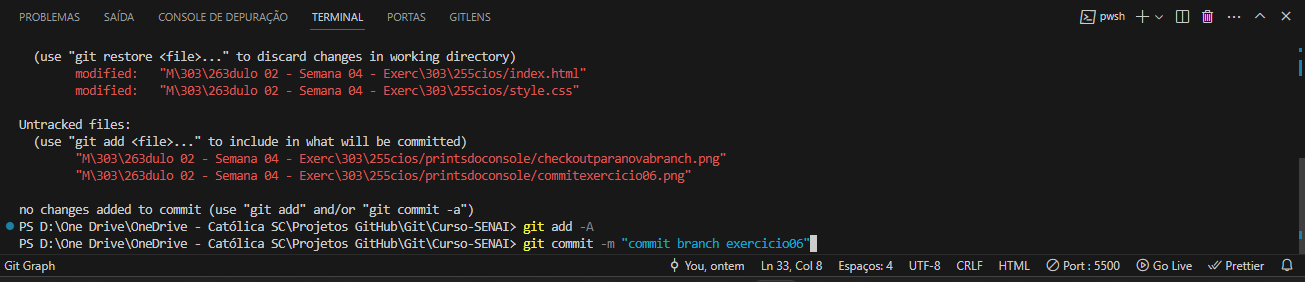 PROBLEMAS SAÍDA CONSOLE DE DEPURAÇÃO TERMINAL PORTAS GITLENS pwsh
(use "git restore <file>..." to discard changes in working directory)
modified: "M\303\263dulo 02 - Semana 04 - Exerc\303\255cios/index.html"
modified: "M\303\263dulo 02 - Semana 04 - Exerc\303\255cios/style.css"
Untracked files:
(use "git add <file>..." to include in what will be committed)
"M\303\263dulo 02 - Semana 04 - Exerc\303\255cios/printsdoconsole/checkoutparanovabranch.png"
"M\303\263dulo 02 - Semana 04 - Exerc\303\255cios/printsdoconsole/commitexercicio06.png"
no changes added to commit (use "git add" and/or "git commit -a")
PS D:\One Drive\OneDrive - Católica SC\Projetos GitHub\Git\Curso-SENAI> git add -A
PS D:\One Drive\OneDrive - Católica SC\Projetos GitHub\Git\Curso-SENAI> git commit -m "commit branch exercicio06"
Git Graph You, ontem Ln 33, Col 8 Espaços: 4 UTF-8 CRLF HTML Port : 5500 Go Live Prettier